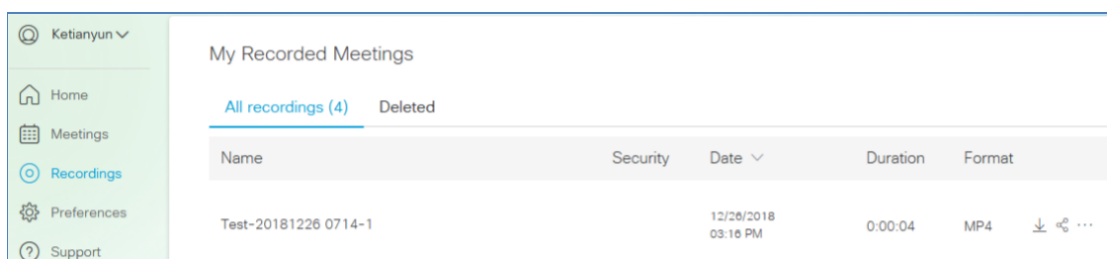 Ketianyun
Home
Meetings
Recordings
Preferences
Support
My Recorded Meetings
All recordings (4) Deleted
Name Security Date Duration Format
Test-20181226 0714-1 12/26/2018 03:16 PM 0:00:04 MP4